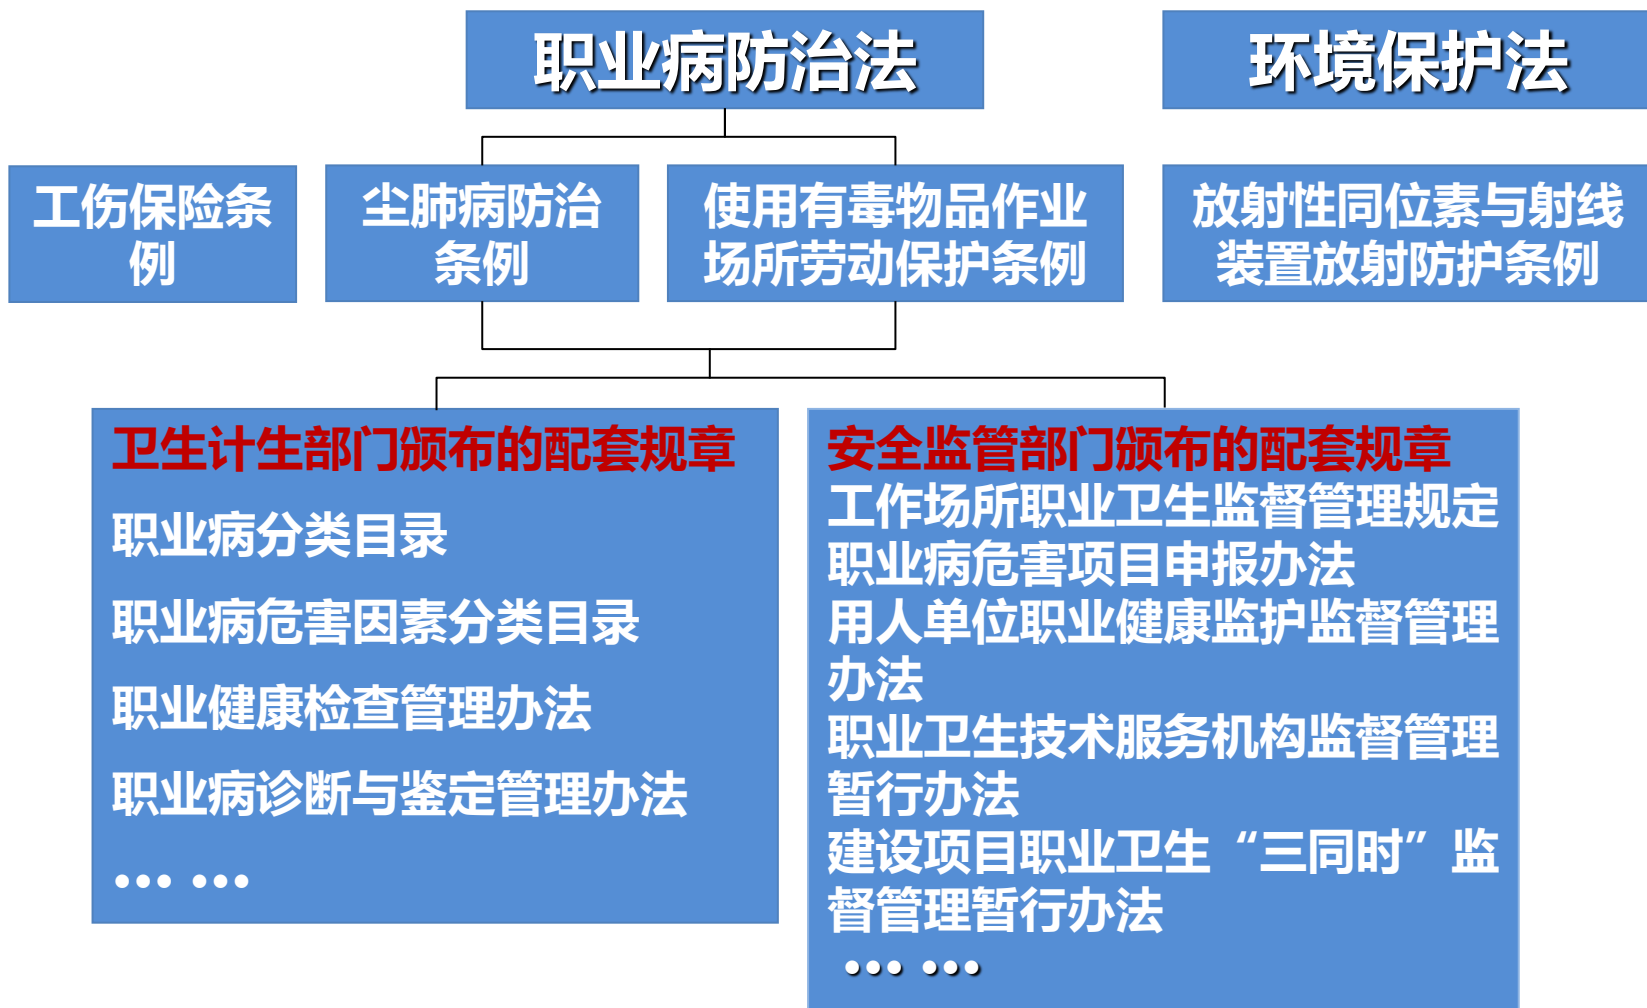 职业病防治法
环境保护法
工伤保险条
例
尘肺病防治
条例
使用有毒物品作业
场所劳动保护条例
放射性同位素与射线
装置放射防护条例
卫生计生部门颁布的配套规章
职业病分类目录
职业病危害因素分类目录
职业健康检查管理办法
职业病诊断与鉴定管理办法
… …
安全监管部门颁布的配套规章
工作场所职业卫生监督管理规定
职业病危害项目申报办法
用人单位职业健康监护监督管理
办法
职业卫生技术服务机构监督管理
暂行办法
建设项目职业卫生“三同时”监
督管理暂行办法
… …